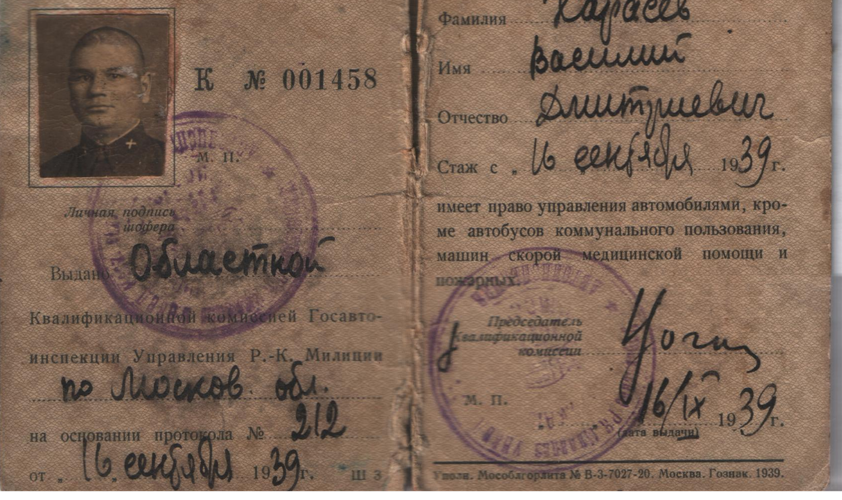 К № 001458
М. П.
Личная подпись
шофера
Выдано Областной
Квалификационной комиссией Госавто-
инспекции Управления Р.-К. Милиции
по Москов. обл.
на основании протокола № 212
от „16„ сентября 1939 г. Ш 3
Фамилия Карасев
Имя Василий
Отчество Дмитриевич
Стаж с „16„ сентября 1939 г.
имеет право управления автомобилями, кро-
ме автобусов коммунального пользования,
машин скорой медицинской помощи и
пожарных.
Председатель
Квалификационной
комиссии
М. П.
16/IX 1939 г.
(дата выдачи)
Уполн. Мособлгорлита № В-3-7027-20. Москва. Гознак. 1939.